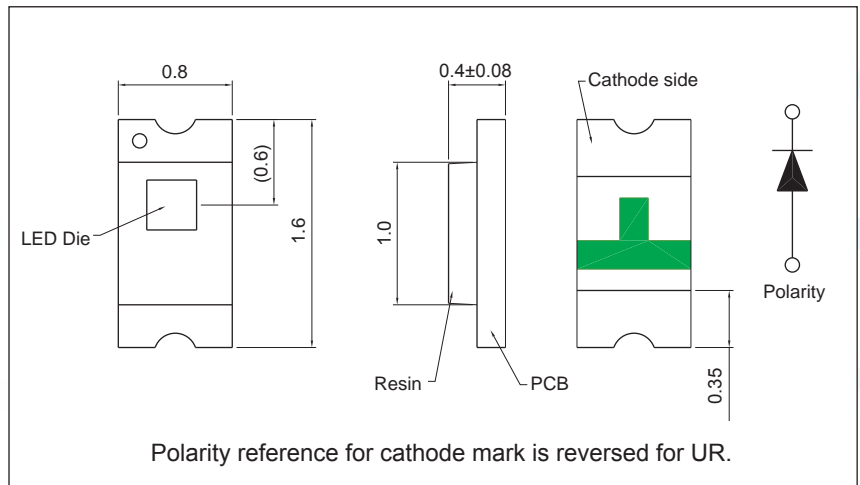 0.8
0.4±0.08
Cathode side
(0.6)
1.6
1.0
LED Die
Polarity
Resin
PCB
0.35
Polarity reference for cathode mark is reversed for UR.